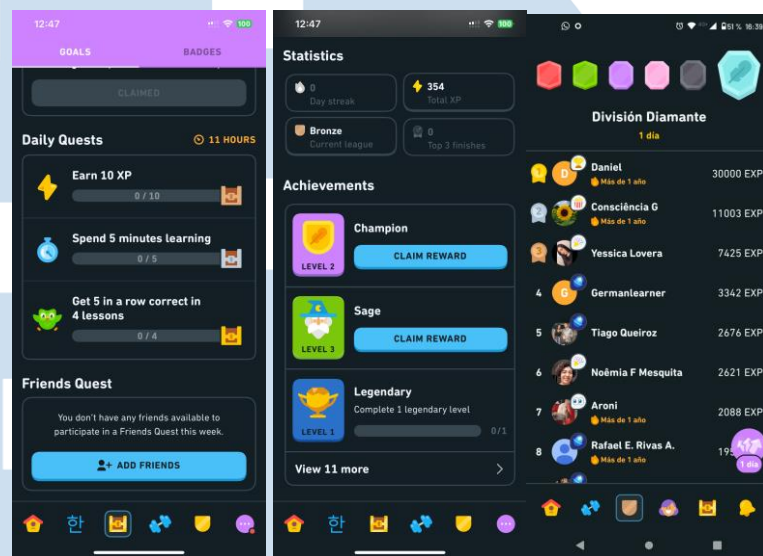 12:47
100
GOALS
BADGES
CLAIMED
Daily Quests
11 HOURS
Earn 10 XP
0 / 10
Spend 5 minutes learning
0 / 5
Get 5 in a row correct in
4 lessons
0 / 4
Friends Quest
You don't have any friends available to
participate in a Friends Quest this week.
ADD FRIENDS
한
12:47
100
Statistics
0
Day streak
354
Total XP
Bronze
Current league
0
Top 3 finishes
Achievements
LEVEL 2
Champion
CLAIM REWARD
LEVEL 3
Sage
CLAIM REWARD
LEVEL 1
Legendary
Complete 1 legendary level
0/1
View 11 more
한
51 % 16:39
División Diamante
1 día
1
D
Daniel
Más de 1 año
30000 EXP
2
Consciência G
Más de 1 año
11003 EXP
3
Yessica Lovera
7425 EXP
4
G
Germanlearner
3342 EXP
5
Tiago Queiroz
2676 EXP
6
Noêmia F Mesquita
2621 EXP
7
Aroni
Más de 1 año
2088 EXP
8
Rafael E. Rivas A.
Más de 1 año
1 día